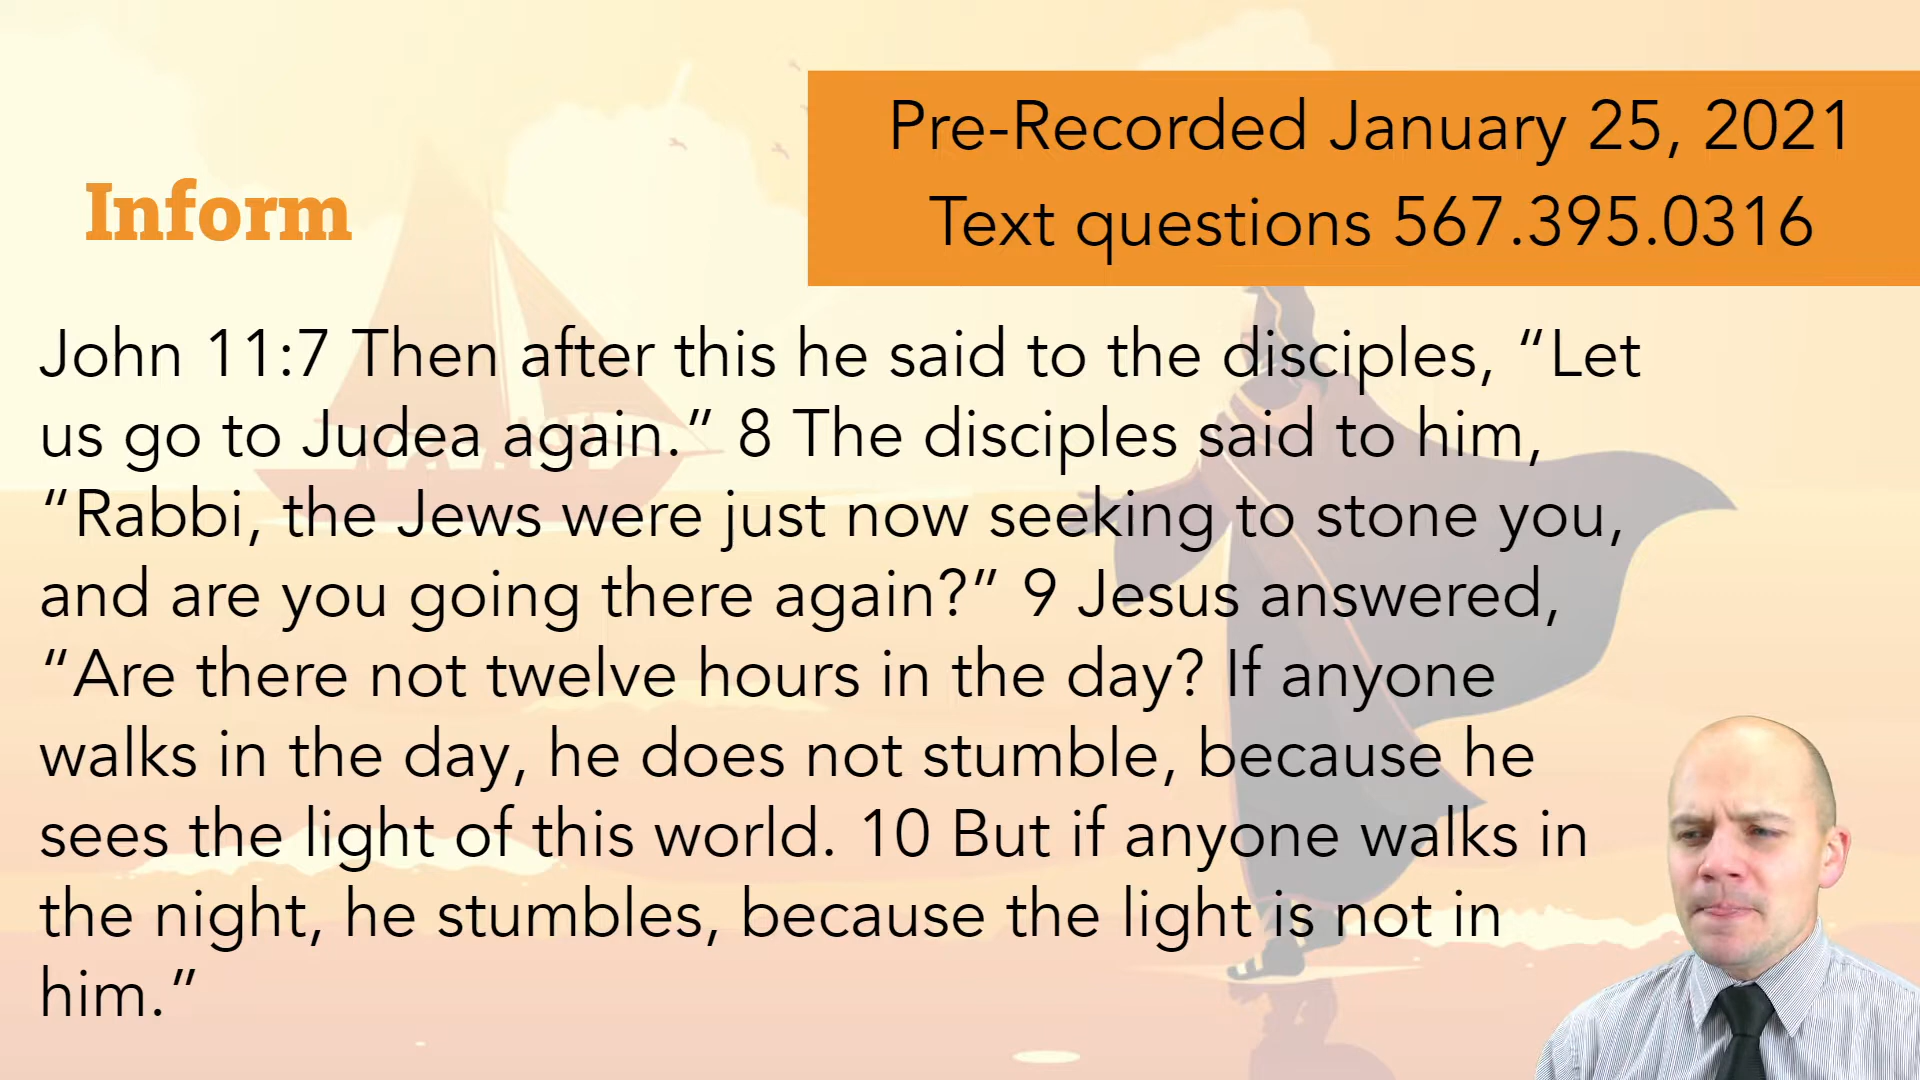 Pre-Recorded January 25, 2021
Text questions 567.395.0316
Inform
John 11:7 Then after this he said to the disciples, “Let
us go to Judea again.” 8 The disciples said to him,
“Rabbi, the Jews were just now seeking to stone you,
and are you going there again?” 9 Jesus answered,
“Are there not twelve hours in the day? If anyone
walks in the day, he does not stumble, because he
sees the light of this world. 10 But if anyone walks in
the night, he stumbles, because the light is not in
him.”